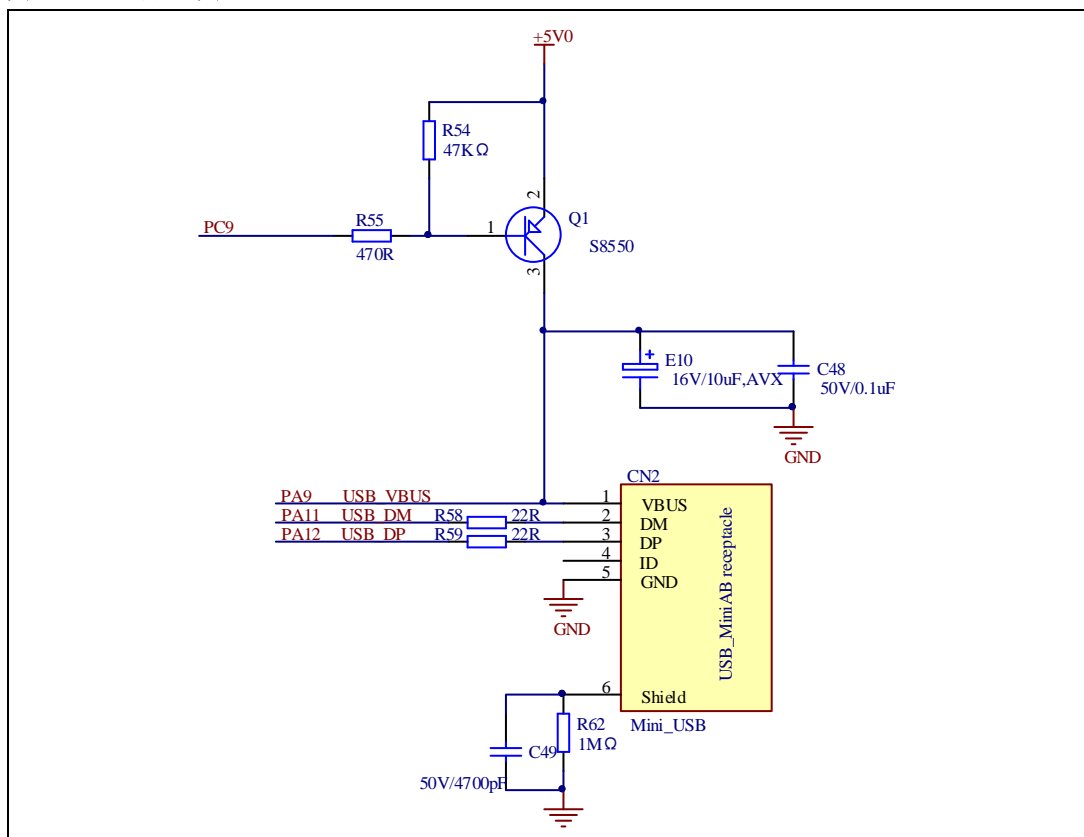 +5V0
R54
47KΩ
2
Q1
PC9
R55
1
470R
S8550
3
E10
16V/10uF,AVX
C48
50V/0.1uF
GND
CN2
PA9 USB_VBUS 1 VBUS
PA11 USB_DM R58 22R 2 DM
PA12 USB_DP R59 22R 3 DP
4 ID
5 GND
GND
USB_MiniAB receptacle
6 Shield
Mini_USB
R62
1MΩ
C49
50V/4700pF